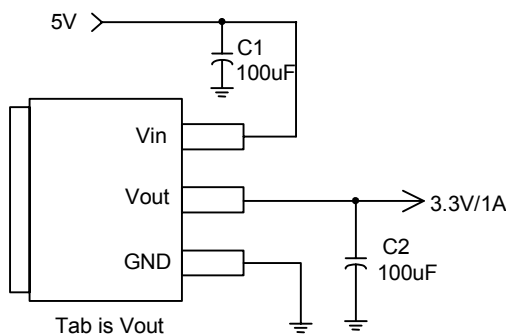 5V
C1
100uF
Vin
Vout
3.3V/1A
GND
C2
100uF
Tab is Vout